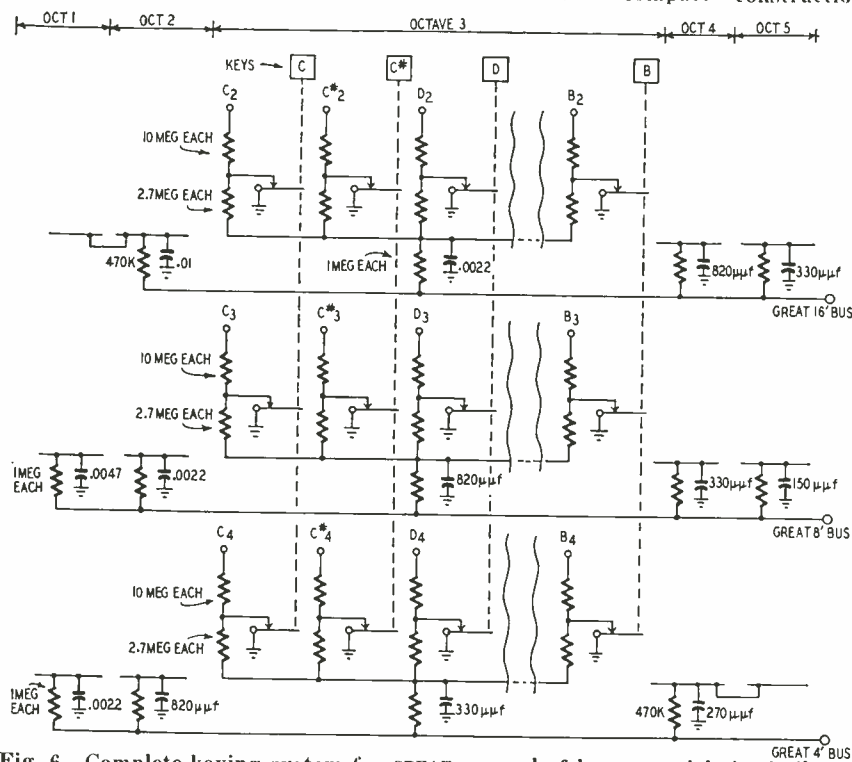 OCT 1 OCT 2 OCTAVE 3 OCT 4 OCT 5
KEYS C C# D B
C2 C#2 D2 B2
10 MEG EACH
2.7MEG EACH
470K .01 1MEG EACH .0022 820µµf 330µµf
GREAT 16' BUS
C3 C#3 D3 B3
10 MEG EACH
2.7 MEG EACH
1MEG EACH .0047 .0022 820µµf 330µµf 150µµf
GREAT 8' BUS
C4 C#4 D4 B4
10 MEG EACH
2.7MEG EACH
1MEG EACH .0022 820µµf 330µµf 470K 270µµf
GREAT 4' BUS
Fig. 6